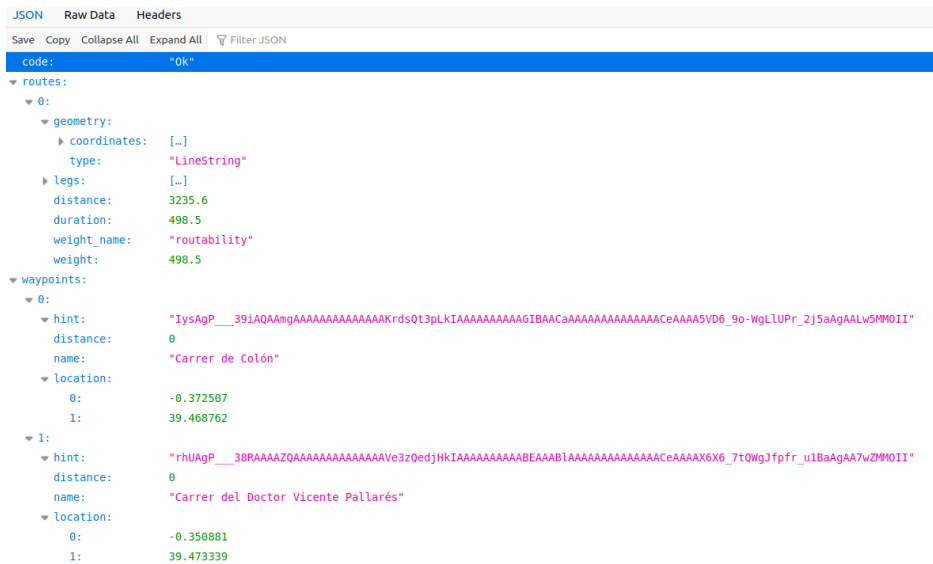 JSON Raw Data Headers
Save Copy Collapse All Expand All Filter JSON
code: "Ok"
routes:
0:
geometry:
coordinates: […]
type: "LineString"
legs: […]
distance: 3235.6
duration: 498.5
weight_name: "routability"
weight: 498.5
waypoints:
0:
hint: "IysAgP___39iAQAAmgAAAAAAAAAAAAAAKrdsQt3pLkIAAAAAAAAAAGIBAACaAAAAAAAAAAAAAAACeAAAA5VD6_9o-WgLlUPr_2j5aAgAALw5MMOII"
distance: 0
name: "Carrer de Colón"
location:
0: -0.372507
1: 39.468762
1:
hint: "rhUAgP___38RAAAAZQAAAAAAAAAAAAAAVe3zQedjHkIAAAAAAAAAABEAAABlAAAAAAAAAAAAAAACeAAAAX6X6_7tQWgJfpfr_u1BaAgAA7wZMMOII"
distance: 0
name: "Carrer del Doctor Vicente Pallarés"
location:
0: -0.350881
1: 39.473339